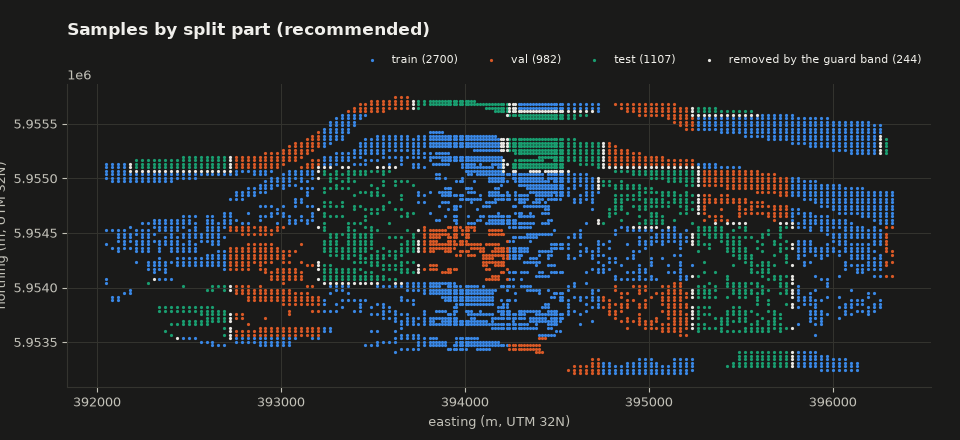 Samples by split part (recommended)
train (2700)
val (982)
test (1107)
removed by the guard band (244)
1e6
5.9555
5.9550
5.9545
5.9540
5.9535
northing (m, UTM 32N)
392000
393000
394000
395000
396000
easting (m, UTM 32N)